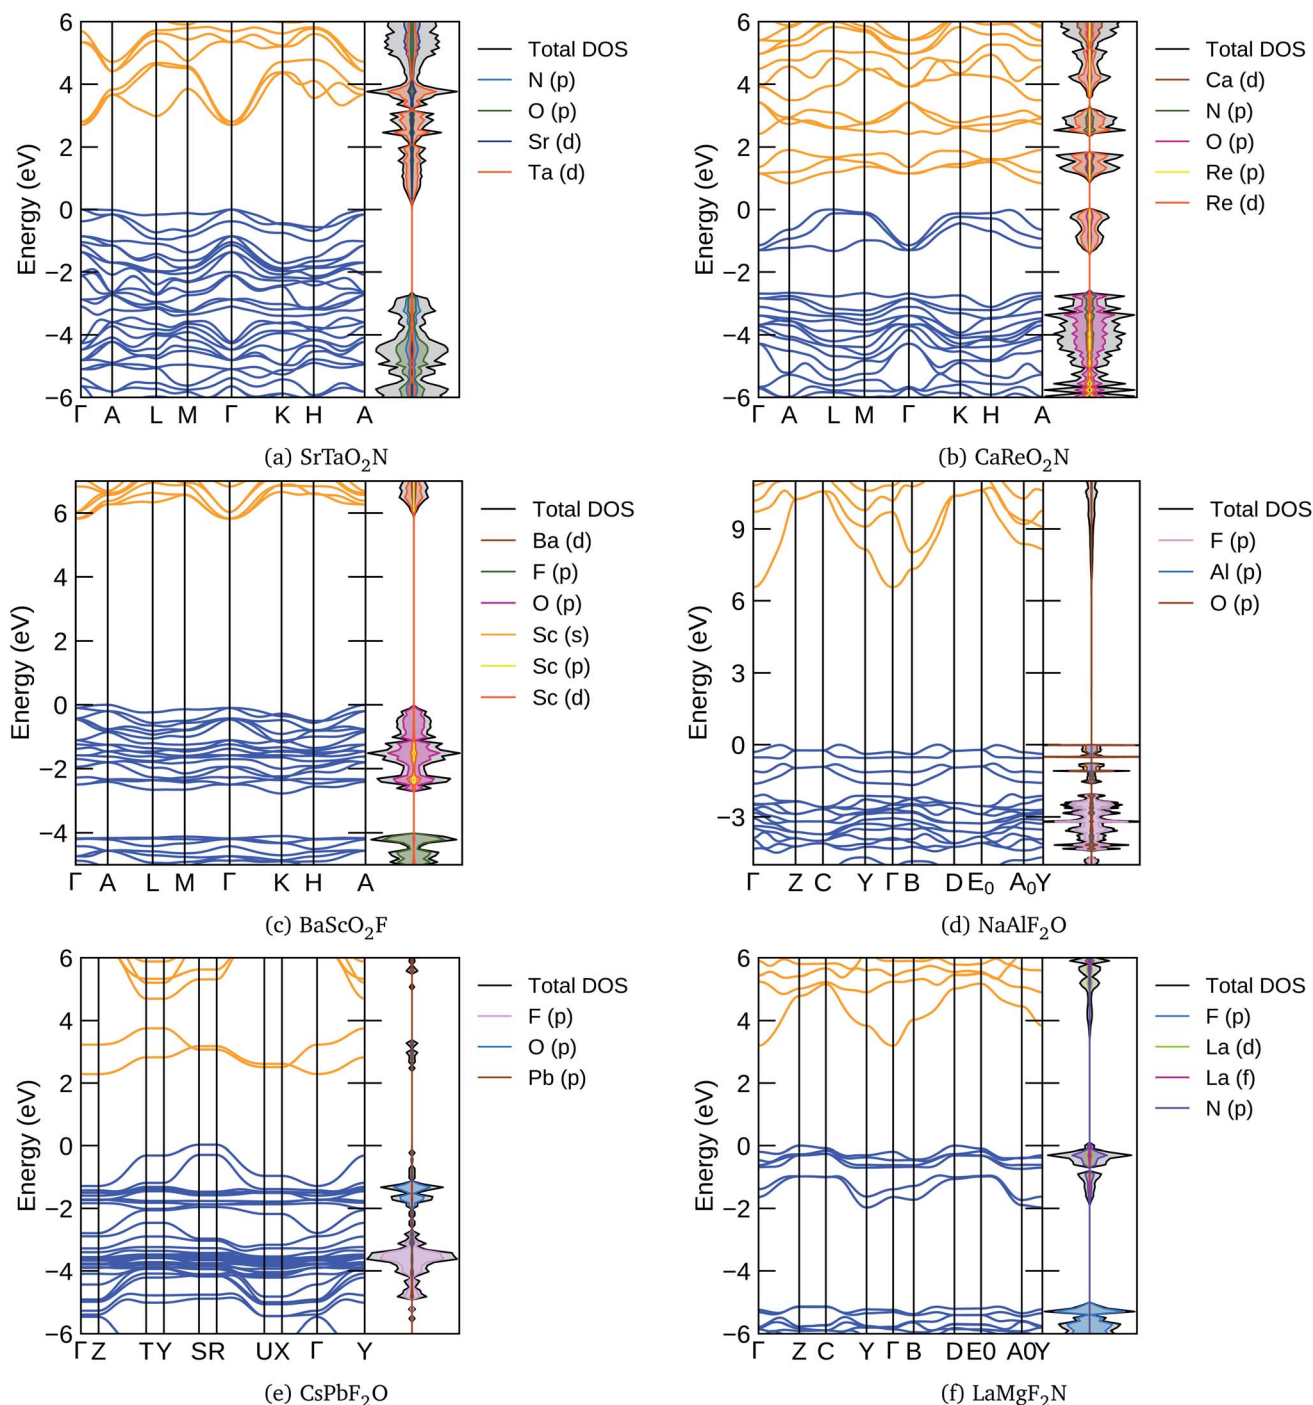 Energy (eV)
6
4
2
0
−2
−4
−6
Γ A L M Γ K H A
Total DOS
N (p)
O (p)
Sr (d)
Ta (d)
(a) SrTaO₂N
Energy (eV)
6
4
2
0
−2
−4
−6
Γ A L M Γ K H A
Total DOS
Ca (d)
N (p)
O (p)
Re (p)
Re (d)
(b) CaReO₂N
Energy (eV)
6
4
2
0
−2
−4
Γ A L M Γ K H A
Total DOS
Ba (d)
F (p)
O (p)
Sc (s)
Sc (p)
Sc (d)
(c) BaScO₂F
Energy (eV)
9
6
3
0
−3
Γ Z C Y Γ B D E₀ A₀ Y
Total DOS
F (p)
Al (p)
O (p)
(d) NaAlF₂O
Energy (eV)
6
4
2
0
−2
−4
−6
Γ Z T Y S R U X Γ Y
Total DOS
F (p)
O (p)
Pb (p)
(e) CsPbF₂O
Energy (eV)
6
4
2
0
−2
−4
−6
Γ Z C Y Γ B D E0 A0 Y
Total DOS
F (p)
La (d)
La (f)
N (p)
(f) LaMgF₂N